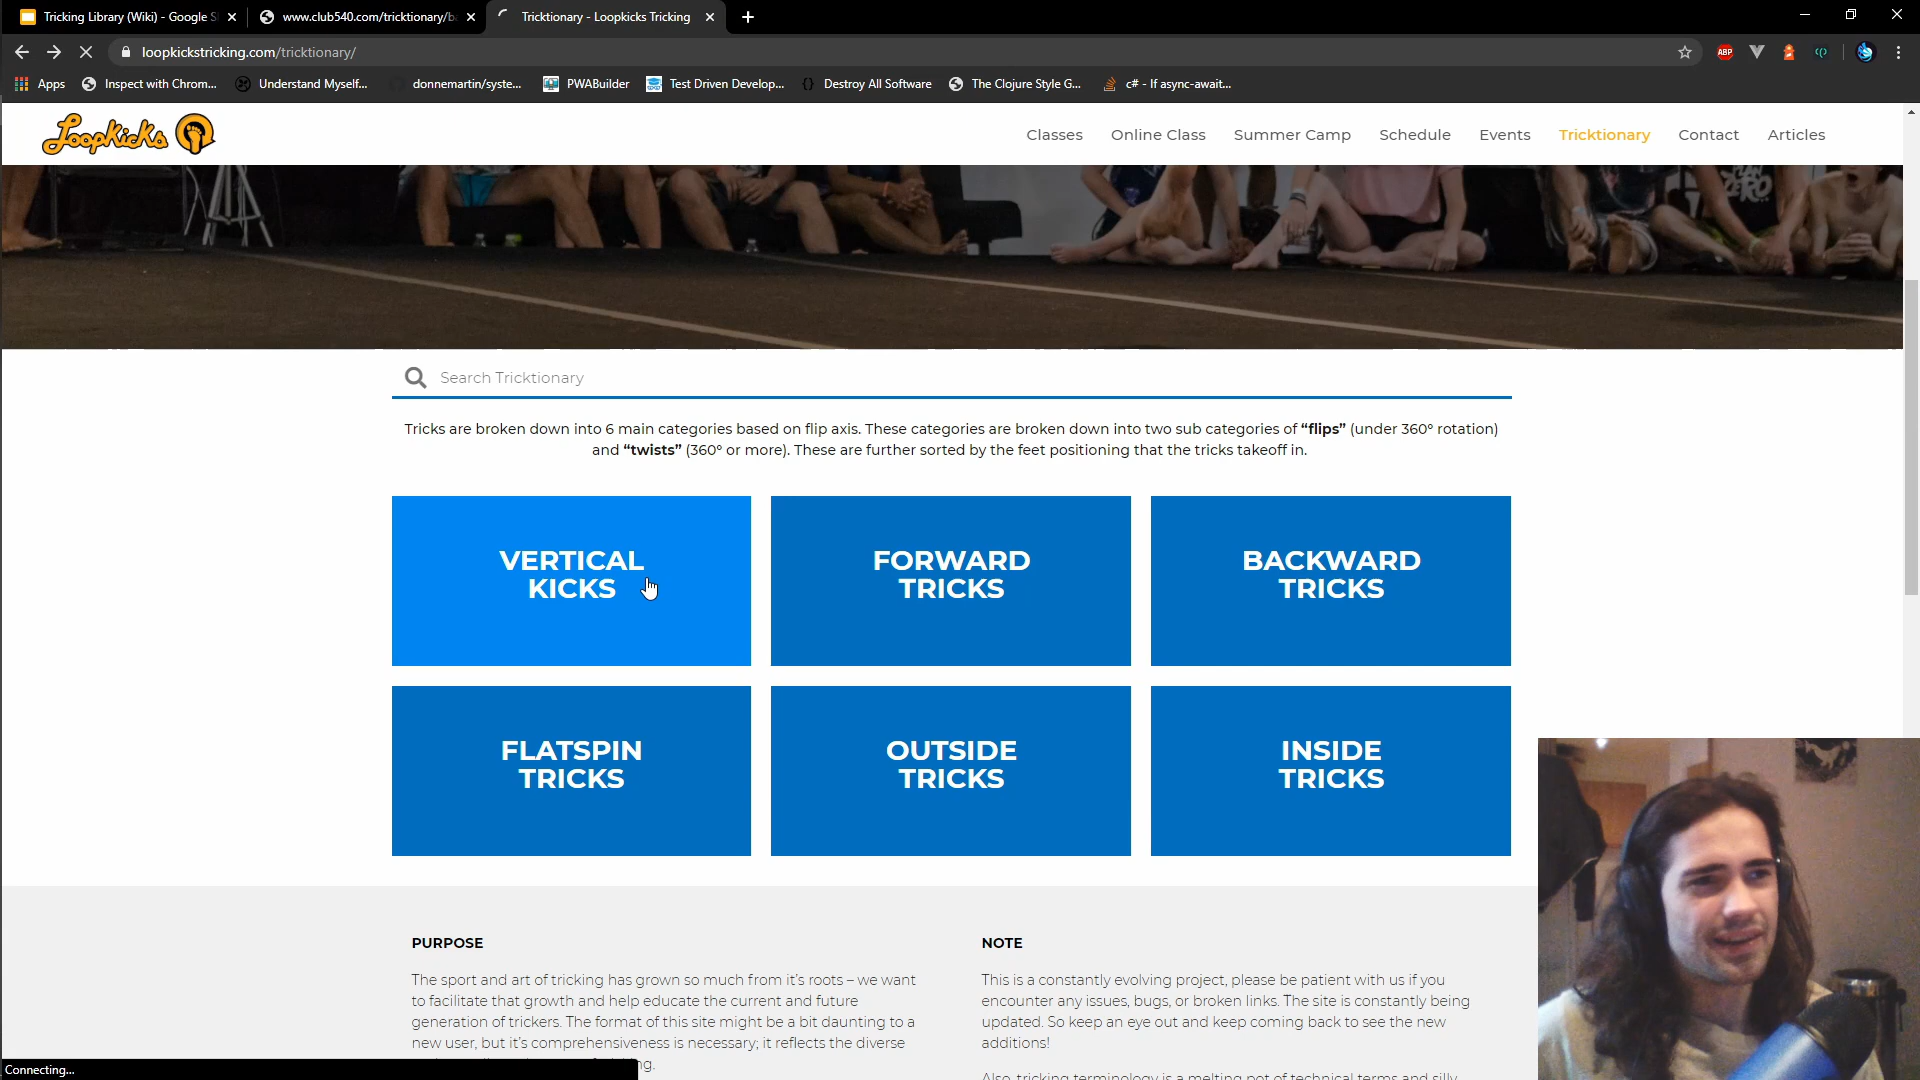 Tricking Library (Wiki) - Google S
www.club540.com/tricktionary/b
Tricktionary - Loopkicks Tricking
loopkickstricking.com/tricktionary/
ABP
Apps
Inspect with Chrom...
Understand Myself...
donnemartin/syste...
PWABuilder
Test Driven Develop...
Destroy All Software
The Clojure Style G...
c# - If async-await...
Loopkicks
Classes
Online Class
Summer Camp
Schedule
Events
Tricktionary
Contact
Articles
Search Tricktionary
Tricks are broken down into 6 main categories based on flip axis. These categories are broken down into two sub categories of “flips” (under 360º rotation)
and “twists” (360º or more). These are further sorted by the feet positioning that the tricks takeoff in.
VERTICAL
KICKS
FORWARD
TRICKS
BACKWARD
TRICKS
FLATSPIN
TRICKS
OUTSIDE
TRICKS
INSIDE
TRICKS
PURPOSE
The sport and art of tricking has grown so much from it’s roots – we want
to facilitate that growth and help educate the current and future
generation of trickers. The format of this site might be a bit daunting to a
new user, but it’s comprehensiveness is necessary; it reflects the diverse
NOTE
This is a constantly evolving project, please be patient with us if you
encounter any issues, bugs, or broken links. The site is constantly being
updated. So keep an eye out and keep coming back to see the new
additions!
Also, tricking terminology is a melting pot of technical terms and silly
Connecting...